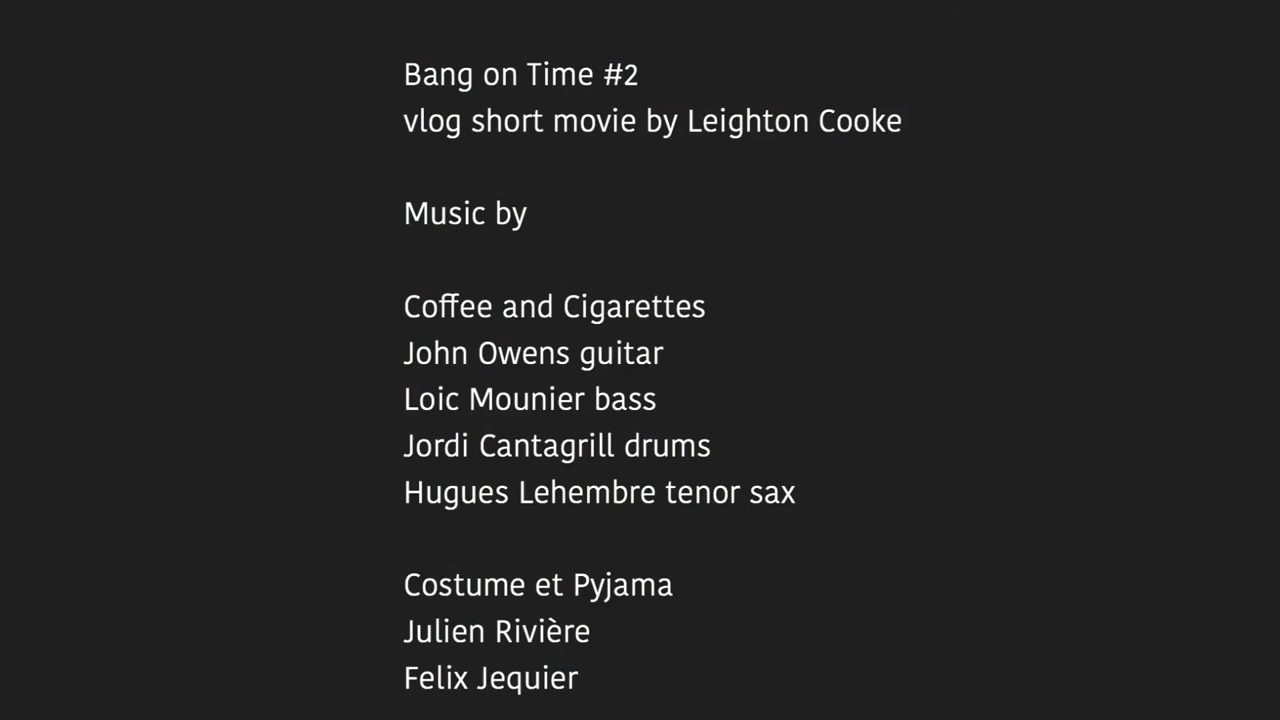 Bang on Time #2
vlog short movie by Leighton Cooke
Music by
Coffee and Cigarettes
John Owens guitar
Loic Mounier bass
Jordi Cantagrill drums
Hugues Lehembre tenor sax
Costume et Pyjama
Julien Rivière
Felix Jequier